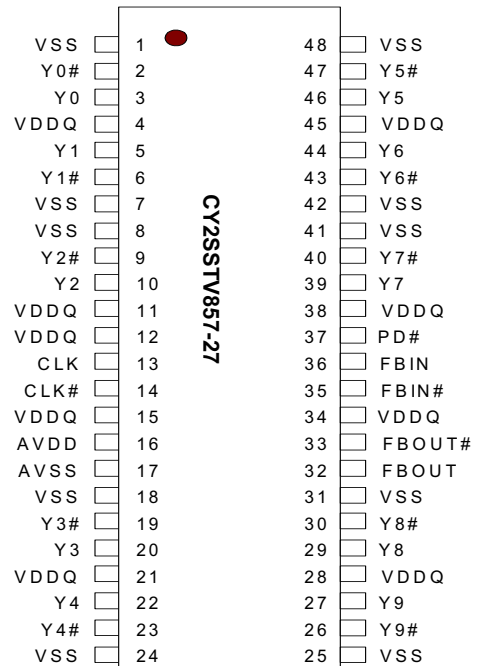 VSS 1 48 VSS
Y0# 2 47 Y5#
Y0 3 46 Y5
VDDQ 4 45 VDDQ
Y1 5 44 Y6
Y1# 6 43 Y6#
VSS 7 42 VSS
VSS 8 41 VSS
Y2# 9 40 Y7#
Y2 10 39 Y7
VDDQ 11 38 VDDQ
VDDQ 12 37 PD#
CLK 13 36 FBIN
CLK# 14 35 FBIN#
VDDQ 15 34 VDDQ
AVDD 16 33 FBOUT#
AVSS 17 32 FBOUT
VSS 18 31 VSS
Y3# 19 30 Y8#
Y3 20 29 Y8
VDDQ 21 28 VDDQ
Y4 22 27 Y9
Y4# 23 26 Y9#
VSS 24 25 VSS
CY2SSTV857-27